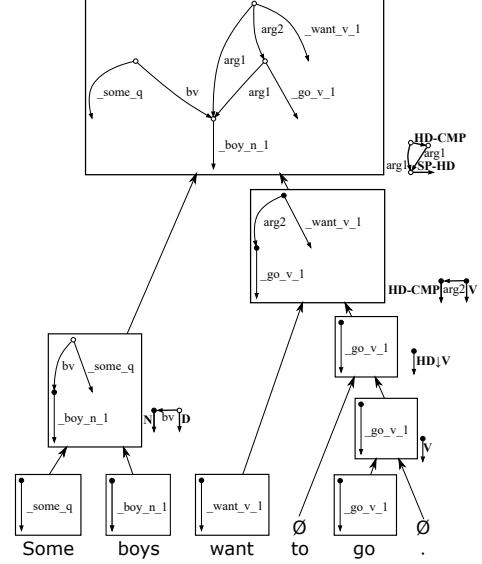 _want_v_1
arg2
arg1
_some_q
bv
arg1
_go_v_1
_boy_n_1
HD-CMP
arg1
arg1
SP-HD
_want_v_1
arg2
_go_v_1
HD-CMP arg2 V
_go_v_1
HD↓V
bv
_some_q
_boy_n_1
N bv D
_go_v_1
V
_some_q
_boy_n_1
_want_v_1
_go_v_1
Ø Ø
Some boys want to go .